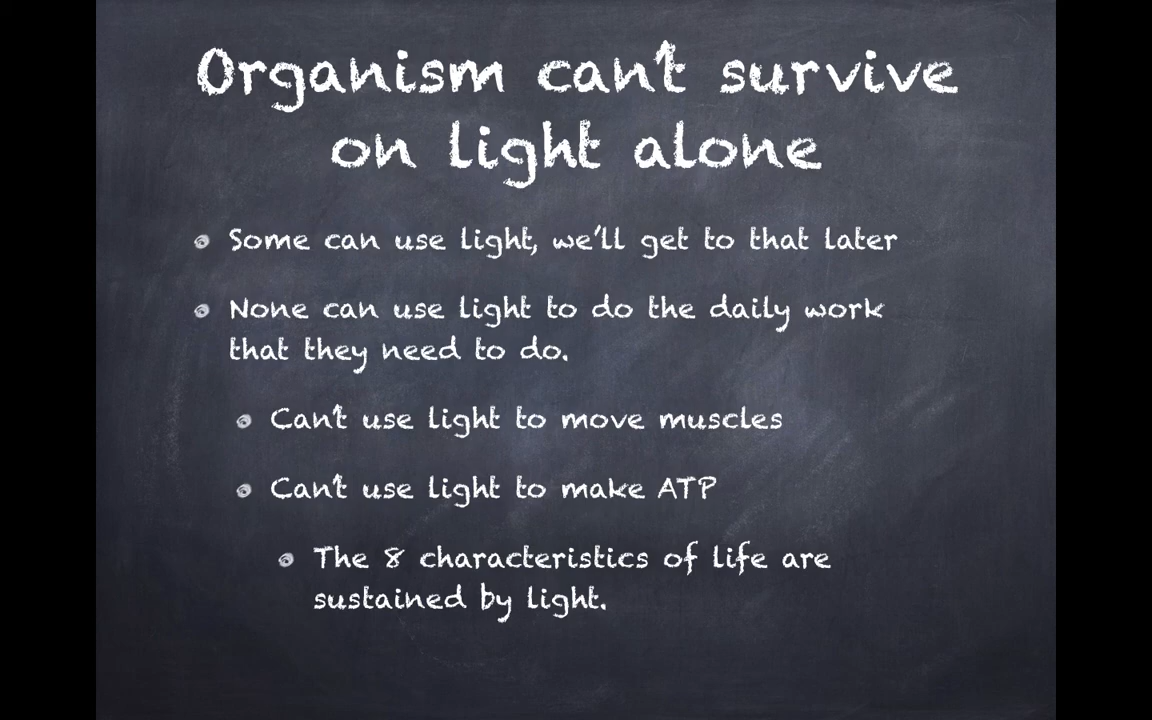 Organism can't survive
on light alone
Some can use light, we'll get to that later
None can use light to do the daily work
that they need to do.
Can't use light to move muscles
Can't use light to make ATP
The 8 characteristics of life are
sustained by light.